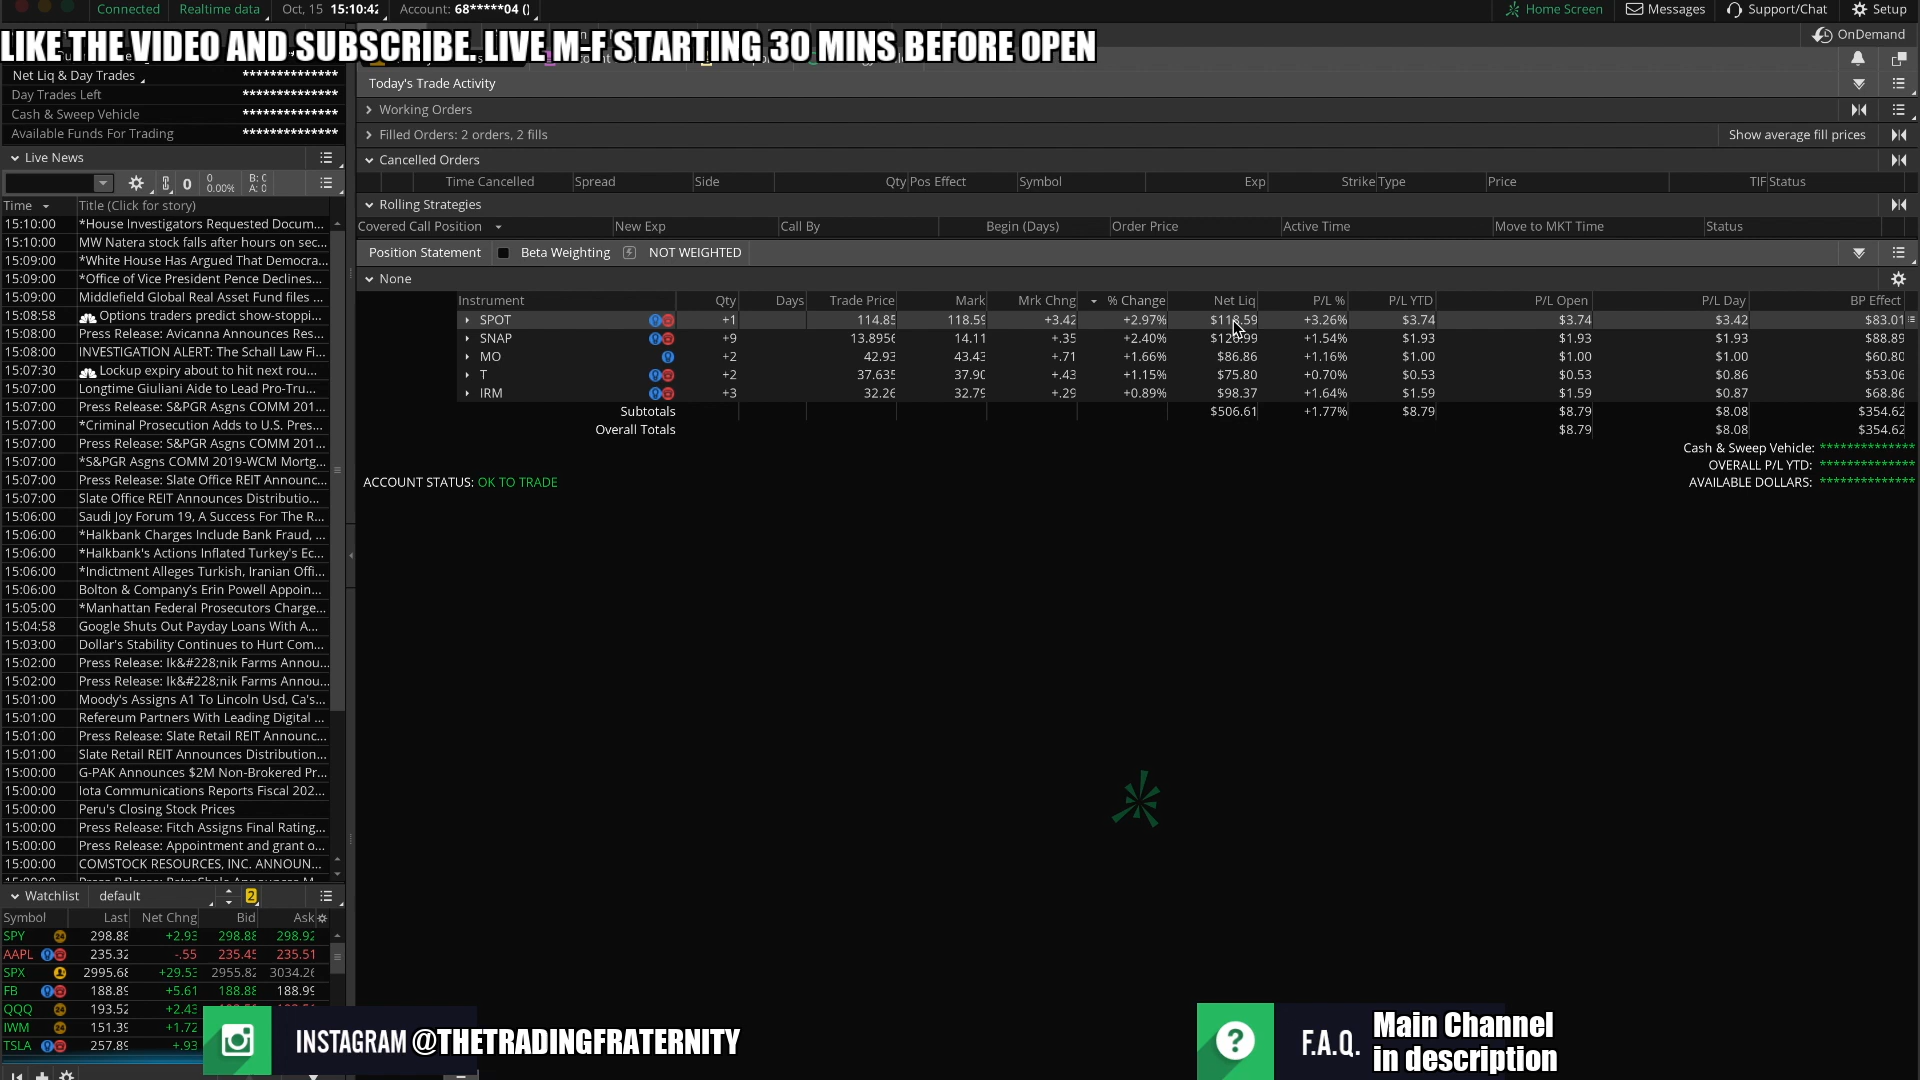 Connected Realtime data Oct, 15 15:10:42 Account: 68*****04 () Home Screen Messages Support/Chat Setup
LIKE THE VIDEO AND SUBSCRIBE. LIVE M-F STARTING 30 MINS BEFORE OPEN
OnDemand
Net Liq & Day Trades **************
Day Trades Left **************
Cash & Sweep Vehicle **************
Available Funds For Trading **************
Live News
0 0 0.00% B: 0 A: 0
Time Title (Click for story)
15:10:00 *House Investigators Requested Docum...
15:10:00 MW Natera stock falls after hours on sec...
15:09:00 *White House Has Argued That Democra...
15:09:00 *Office of Vice President Pence Declines...
15:09:00 Middlefield Global Real Asset Fund files ...
15:08:58 Options traders predict show-stoppi...
15:08:00 Press Release: Avicanna Announces Res...
15:08:00 INVESTIGATION ALERT: The Schall Law Fi...
15:07:30 Lockup expiry about to hit next rou...
15:07:00 Longtime Giuliani Aide to Lead Pro-Tru...
15:07:00 Press Release: S&PGR Asgns COMM 201...
15:07:00 *Criminal Prosecution Adds to U.S. Pres...
15:07:00 Press Release: S&PGR Asgns COMM 201...
15:07:00 *S&PGR Asgns COMM 2019-WCM Mortg...
15:07:00 Press Release: Slate Office REIT Announc...
15:07:00 Slate Office REIT Announces Distributio...
15:06:00 Saudi Joy Forum 19, A Success For The R...
15:06:00 *Halkbank Charges Include Bank Fraud, ...
15:06:00 *Halkbank's Actions Inflated Turkey's Ec...
15:06:00 *Indictment Alleges Turkish, Iranian Offi...
15:06:00 Bolton & Company's Erin Powell Appoin...
15:05:00 *Manhattan Federal Prosecutors Charge...
15:04:58 Google Shuts Out Payday Loans With A...
15:03:00 Dollar's Stability Continues to Hurt Com...
15:02:00 Press Release: Ik&#228;nik Farms Annou...
15:02:00 Press Release: Ik&#228;nik Farms Annou...
15:01:00 Moody's Assigns A1 To Lincoln Usd, Ca's...
15:01:00 Refereum Partners With Leading Digital ...
15:01:00 Press Release: Slate Retail REIT Announc...
15:01:00 Slate Retail REIT Announces Distribution...
15:00:00 G-PAK Announces $2M Non-Brokered Pr...
15:00:00 Iota Communications Reports Fiscal 202...
15:00:00 Peru's Closing Stock Prices
15:00:00 Press Release: Fitch Assigns Final Rating...
15:00:00 Press Release: Appointment and grant o...
15:00:00 COMSTOCK RESOURCES, INC. ANNOUN...
Watchlist default 2
Symbol Last Net Chng Bid Ask
SPY 298.88 +2.93 298.88 298.92
AAPL 235.32 -.55 235.45 235.51
SPX 2995.68 +29.53 2955.82 3034.26
FB 188.89 +5.61 188.88 188.99
QQQ 193.52 +2.43
IWM 151.39 +1.72
TSLA 257.89 +.93
Today's Trade Activity
Working Orders
Filled Orders: 2 orders, 2 fills Show average fill prices
Cancelled Orders
Time Cancelled Spread Side Qty Pos Effect Symbol Exp Strike Type Price TIF Status
Rolling Strategies
Covered Call Position New Exp Call By Begin (Days) Order Price Active Time Move to MKT Time Status
Position Statement Beta Weighting NOT WEIGHTED
None
Instrument Qty Days Trade Price Mark Mrk Chng % Change Net Liq P/L % P/L YTD P/L Open P/L Day BP Effect
SPOT +1 114.85 118.59 +3.42 +2.97% $118.59 +3.26% $3.74 $3.74 $3.42 $83.01
SNAP +9 13.8956 14.11 +.35 +2.40% $126.99 +1.54% $1.93 $1.93 $1.93 $88.89
MO +2 42.93 43.43 +.71 +1.66% $86.86 +1.16% $1.00 $1.00 $1.00 $60.80
T +2 37.635 37.90 +.43 +1.15% $75.80 +0.70% $0.53 $0.53 $0.86 $53.06
IRM +3 32.26 32.79 +.29 +0.89% $98.37 +1.64% $1.59 $1.59 $0.87 $68.86
Subtotals $506.61 +1.77% $8.79 $8.79 $8.08 $354.62
Overall Totals $8.79 $8.08 $354.62
Cash & Sweep Vehicle: **************
OVERALL P/L YTD: **************
ACCOUNT STATUS: OK TO TRADE AVAILABLE DOLLARS: **************
INSTAGRAM @THETRADINGFRATERNITY
? F.A.Q. Main Channel
in description